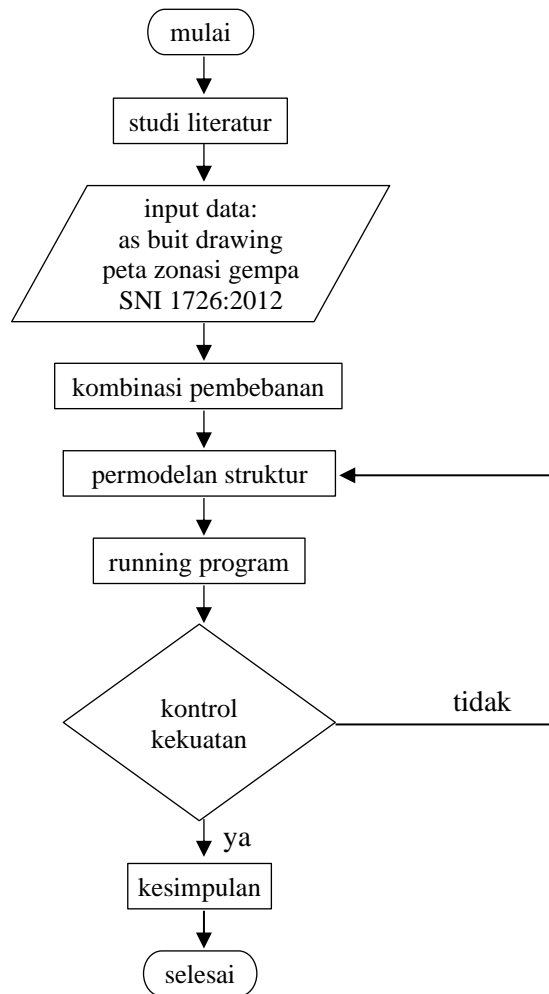 mulai
studi literatur
input data:
as buit drawing
peta zonasi gempa
SNI 1726:2012
kombinasi pembebanan
permodelan struktur
running program
kontrol
kekuatan
tidak
ya
kesimpulan
selesai